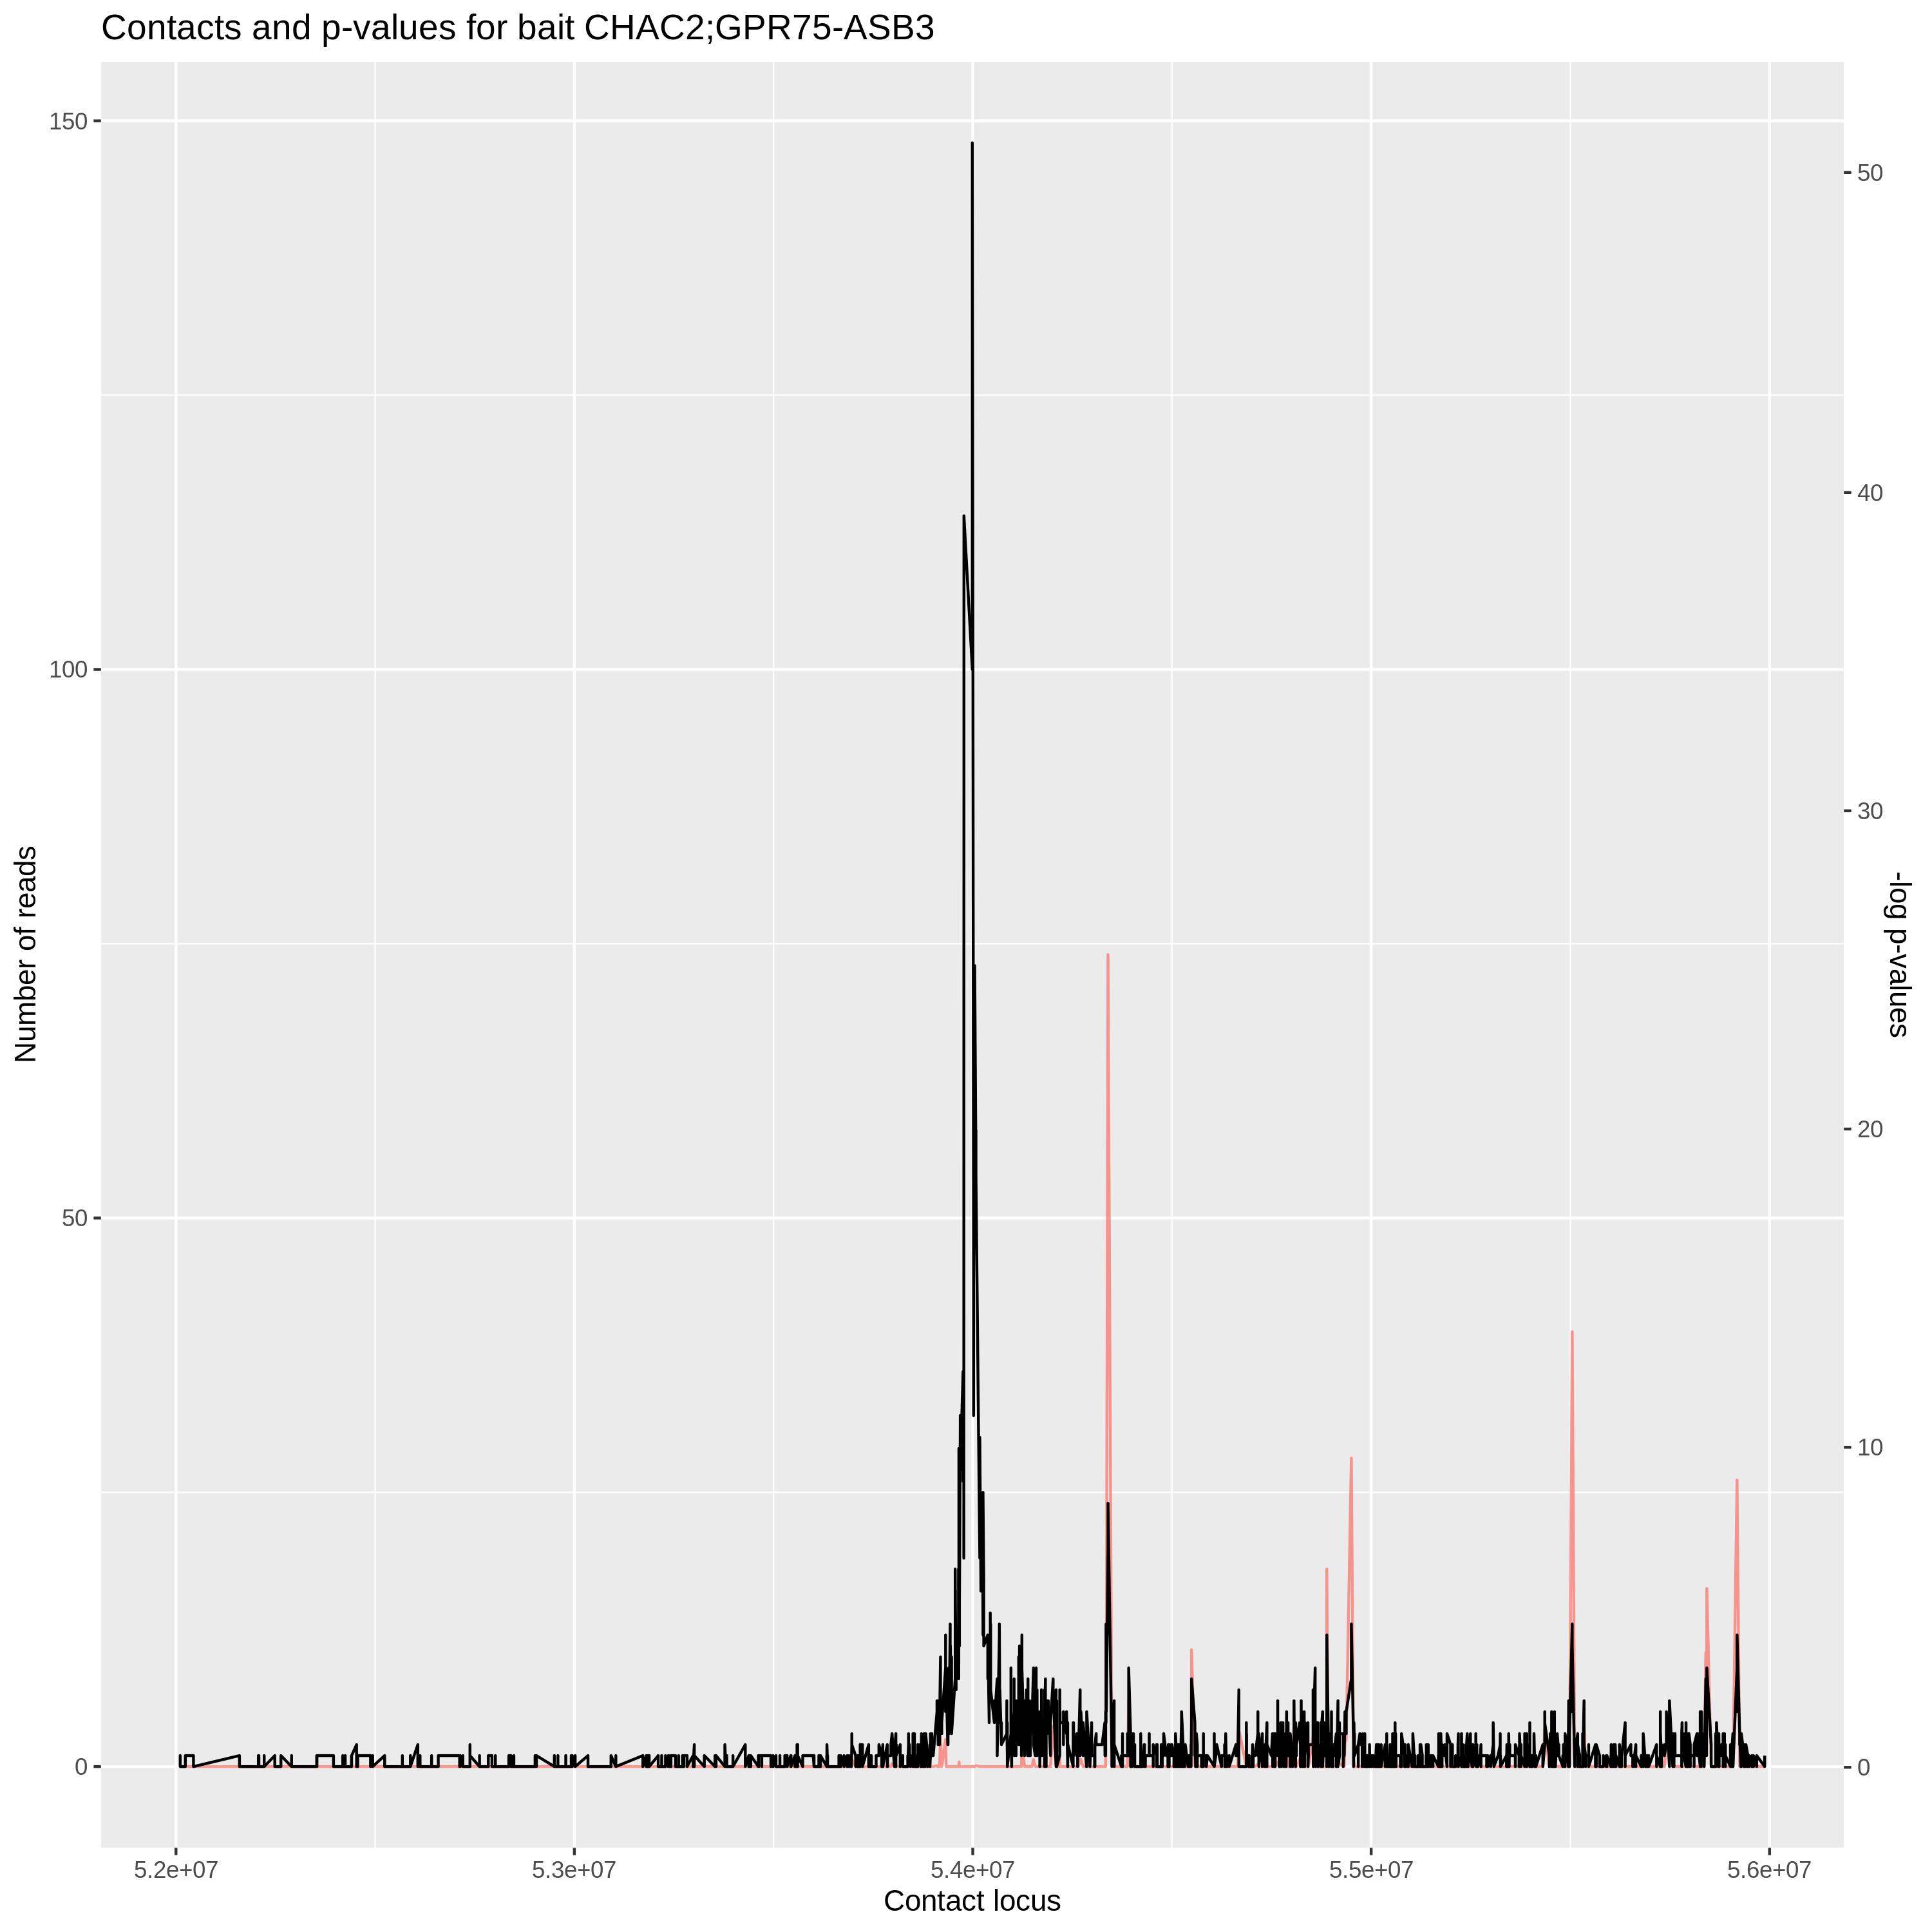 Contacts and p-values for bait CHAC2;GPR75-ASB3
150
100
50
0
Number of reads
50
40
30
20
10
0
-log p-values
5.2e+07
5.3e+07
5.4e+07
5.5e+07
5.6e+07
Contact locus